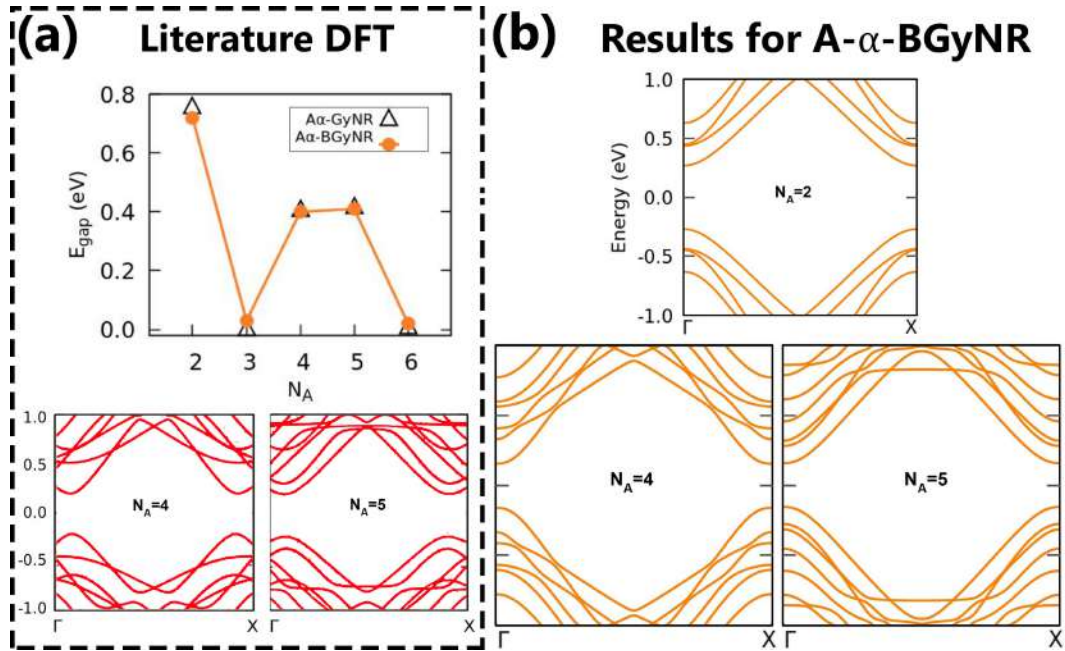 (a) Literature DFT
0.8
0.6
0.4
0.2
0.0
E_gap (eV)
Aα-GyNR
Aα-BGyNR
2 3 4 5 6
N_A
1.0
0.5
0.0
-0.5
-1.0
N_A=4
Γ X
N_A=5
Γ X
(b) Results for A-α-BGyNR
1.0
0.5
0.0
-0.5
-1.0
Energy (eV)
N_A=2
Γ X
N_A=4
Γ X
N_A=5
Γ X